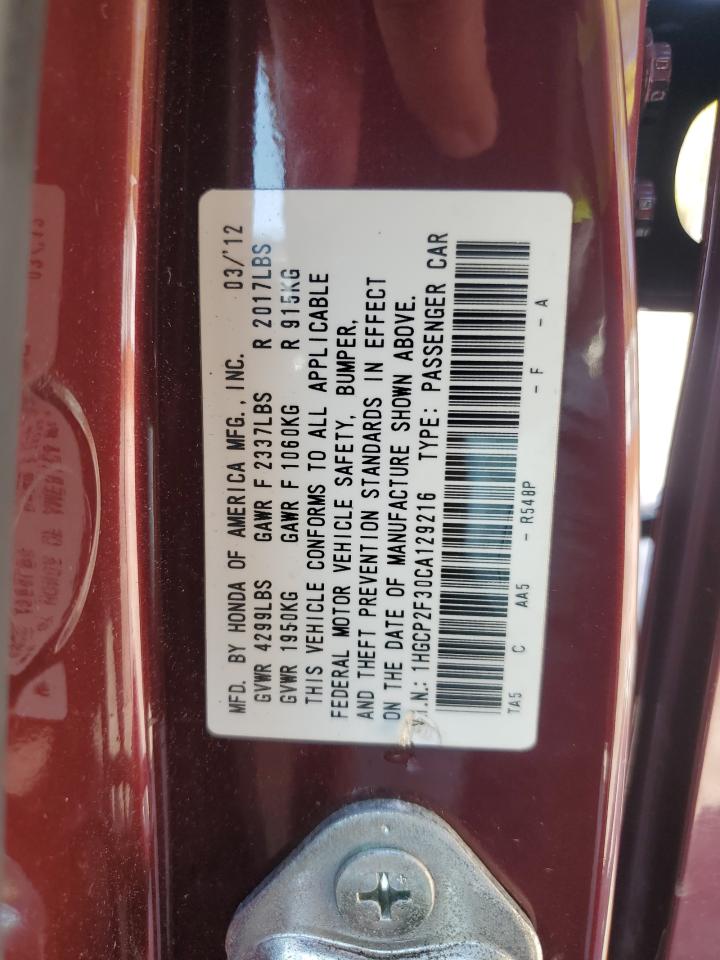 MFD. BY HONDA OF AMERICA MFG., INC. 03/'12
GVWR 4299LBS GAWR F 2337LBS R 2017LBS
GVWR 1950KG GAWR F 1060KG R 915KG
THIS VEHICLE CONFORMS TO ALL APPLICABLE
FEDERAL MOTOR VEHICLE SAFETY, BUMPER,
AND THEFT PREVENTION STANDARDS IN EFFECT
ON THE DATE OF MANUFACTURE SHOWN ABOVE.
V.I.N.: 1HGCP2F30CA129216 TYPE: PASSENGER CAR
TA5 C AA5 - R548P - F - A